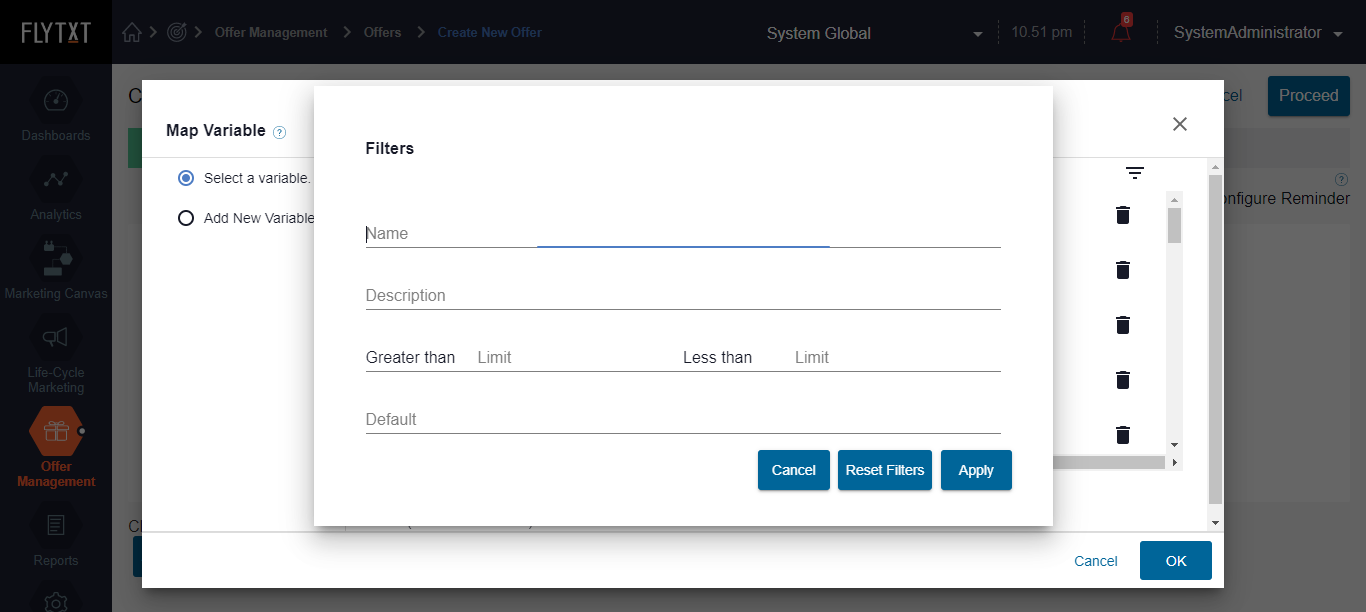 FLYTXT
Offer Management
Offers
Create New Offer
System Global
10.51 pm
6
SystemAdministrator
Dashboards
Analytics
Marketing Canvas
Life-Cycle
Marketing
Offer
Management
Reports
C
cel
Proceed
Map Variable ?
Select a variable.
Add New Variable
Filters
Name
Description
Greater than Limit Less than Limit
Default
Cancel Reset Filters Apply
?
nfigure Reminder
Cancel OK